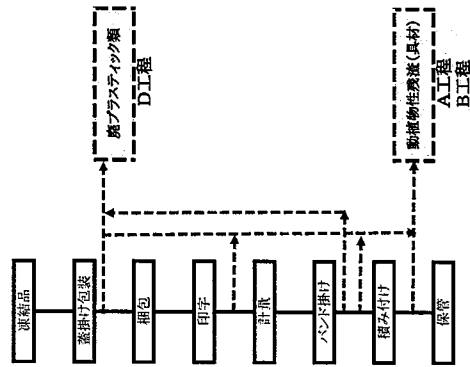 凍結品
蓋掛け包装
梱包
印字
計量
バンド掛け
積み付け
保管
廃プラスティック類
D工程
動植物性残渣(具材)
A工程
B工程